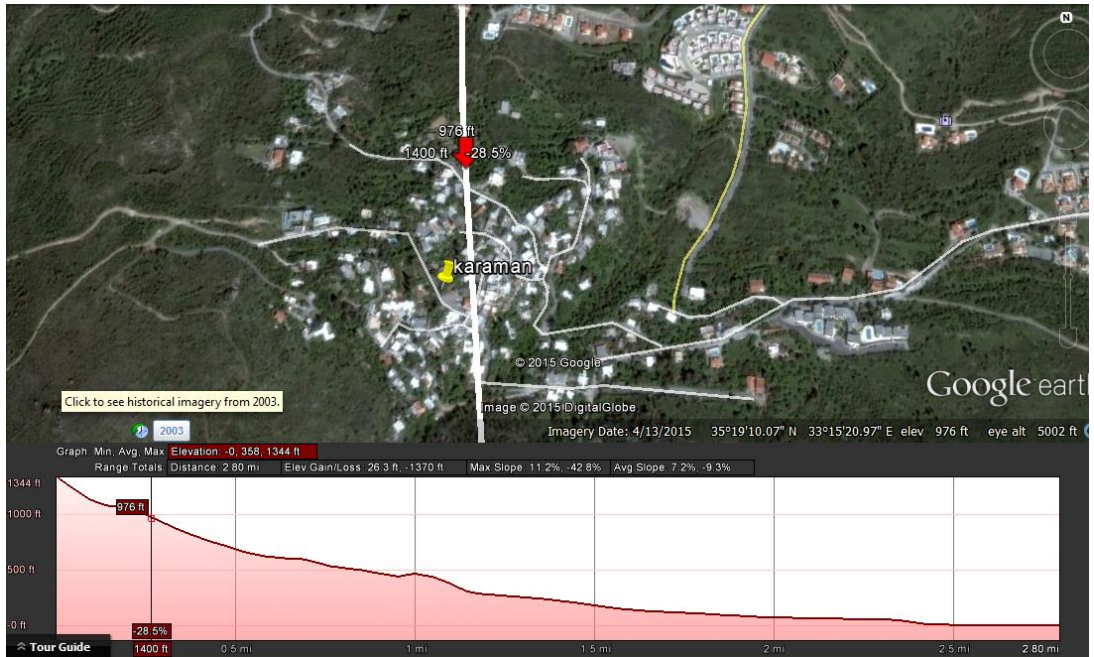 N
976 ft
1400 ft -28.5%
karaman
© 2015 Google
Google eart
Click to see historical imagery from 2003.
Image © 2015 DigitalGlobe
2003
Imagery Date: 4/13/2015 35°19'10.07" N 33°15'20.97" E elev 976 ft eye alt 5002 ft
Graph: Min, Avg, Max Elevation: -0, 358, 1344 ft
Range Totals: Distance: 2.80 mi Elev Gain/Loss: 26.3 ft, -1370 ft Max Slope: 11.2%, -42.8% Avg Slope: 7.2%, -9.3%
1344 ft
976 ft
1000 ft
500 ft
-0 ft
-28.5%
Tour Guide 1400 ft 0.5 mi 1 mi 1.5 mi 2 mi 2.5 mi 2.80 mi